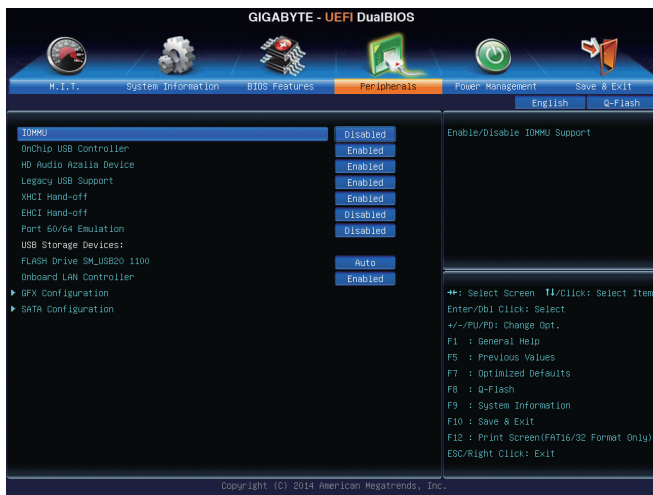 GIGABYTE - UEFI DualBIOS
M.I.T. System Information BIOS Features Peripherals Power Management Save & Exit
English Q-Flash
IOMMU Disabled
OnChip USB Controller Enabled
HD Audio Azalia Device Enabled
Legacy USB Support Enabled
XHCI Hand-off Enabled
EHCI Hand-off Disabled
Port 60/64 Emulation Disabled
USB Storage Devices:
FLASH Drive SM_USB20 1100 Auto
Onboard LAN Controller Enabled
GFX Configuration
SATA Configuration
Enable/Disable IOMMU Support
→←: Select Screen ↑↓/Click: Select Item
Enter/Dbl Click: Select
+/-/PU/PD: Change Opt.
F1 : General Help
F5 : Previous Values
F7 : Optimized Defaults
F8 : Q-Flash
F9 : System Information
F10 : Save & Exit
F12 : Print Screen(FAT16/32 Format Only)
ESC/Right Click: Exit
Copyright (C) 2014 American Megatrends, Inc.